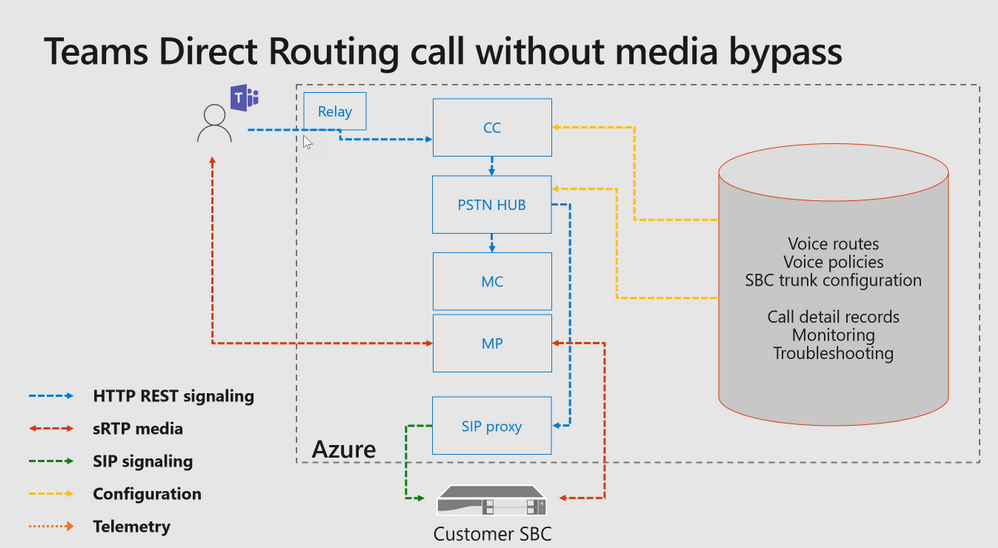 Teams Direct Routing call without media bypass
T
Relay
CC
PSTN HUB
MC
MP
SIP proxy
Azure
Customer SBC
Voice routes
Voice policies
SBC trunk configuration
Call detail records
Monitoring
Troubleshooting
HTTP REST signaling
sRTP media
SIP signaling
Configuration
Telemetry